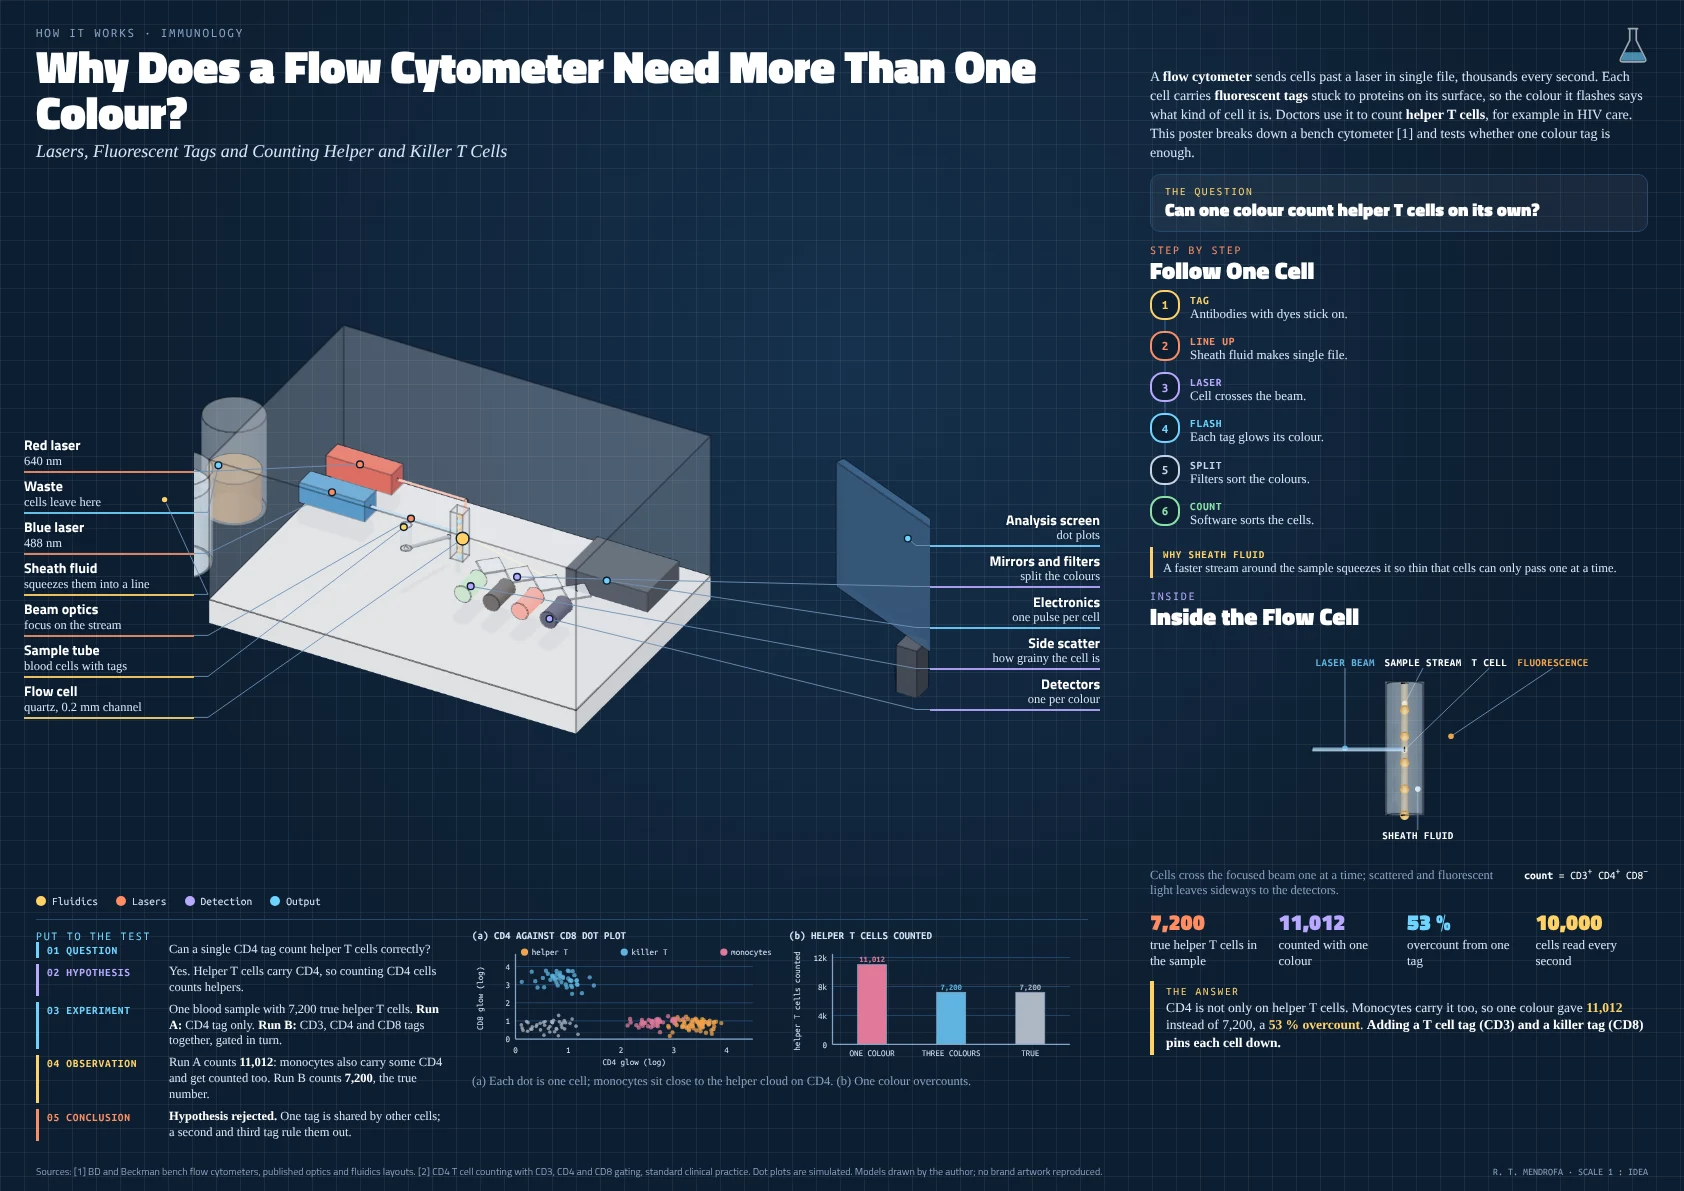 HOW IT WORKS · IMMUNOLOGY
Why Does a Flow Cytometer Need More Than One
Colour?
Lasers, Fluorescent Tags and Counting Helper and Killer T Cells
A flow cytometer sends cells past a laser in single file, thousands every second. Each
cell carries fluorescent tags stuck to proteins on its surface, so the colour it flashes says
what kind of cell it is. Doctors use it to count helper T cells, for example in HIV care.
This poster breaks down a bench cytometer [1] and tests whether one colour tag is
enough.
THE QUESTION
Can one colour count helper T cells on its own?
STEP BY STEP
Follow One Cell
1
TAG
Antibodies with dyes stick on.
2
LINE UP
Sheath fluid makes single file.
3
LASER
Cell crosses the beam.
4
FLASH
Each tag glows its colour.
5
SPLIT
Filters sort the colours.
6
COUNT
Software sorts the cells.
WHY SHEATH FLUID
A faster stream around the sample squeezes it so thin that cells can only pass one at a time.
INSIDE
Inside the Flow Cell
LASER BEAM
SAMPLE STREAM
T CELL
FLUORESCENCE
SHEATH FLUID
Cells cross the focused beam one at a time; scattered and fluorescent
light leaves sideways to the detectors.
count = CD3⁺ CD4⁺ CD8⁻
7,200
true helper T cells in
the sample
11,012
counted with one
colour
53 %
overcount from one
tag
10,000
cells read every
second
THE ANSWER
CD4 is not only on helper T cells. Monocytes carry it too, so one colour gave 11,012
instead of 7,200, a 53 % overcount. Adding a T cell tag (CD3) and a killer tag (CD8)
pins each cell down.
Red laser
640 nm
Waste
cells leave here
Blue laser
488 nm
Sheath fluid
squeezes them into a line
Beam optics
focus on the stream
Sample tube
blood cells with tags
Flow cell
quartz, 0.2 mm channel
Analysis screen
dot plots
Mirrors and filters
split the colours
Electronics
one pulse per cell
Side scatter
how grainy the cell is
Detectors
one per colour
Fluidics
Lasers
Detection
Output
PUT TO THE TEST
01 QUESTION
Can a single CD4 tag count helper T cells correctly?
02 HYPOTHESIS
Yes. Helper T cells carry CD4, so counting CD4 cells
counts helpers.
03 EXPERIMENT
One blood sample with 7,200 true helper T cells. Run
A: CD4 tag only. Run B: CD3, CD4 and CD8 tags
together, gated in turn.
04 OBSERVATION
Run A counts 11,012: monocytes also carry some CD4
and get counted too. Run B counts 7,200, the true
number.
05 CONCLUSION
Hypothesis rejected. One tag is shared by other cells;
a second and third tag rule them out.
(a) CD4 AGAINST CD8 DOT PLOT
helper T
killer T
monocytes
CD8 glow (log)
4
3
2
1
0
0
1
2
3
4
CD4 glow (log)
(b) HELPER T CELLS COUNTED
helper T cells counted
12k
8k
4k
0
11,012
7,200
7,200
ONE COLOUR
THREE COLOURS
TRUE
(a) Each dot is one cell; monocytes sit close to the helper cloud on CD4. (b) One colour overcounts.
Sources: [1] BD and Beckman bench flow cytometers, published optics and fluidics layouts. [2] CD4 T cell counting with CD3, CD4 and CD8 gating, standard clinical practice. Dot plots are simulated. Models drawn by the author; no brand artwork reproduced.
R. T. MENDROFA · SCALE 1 : IDEA